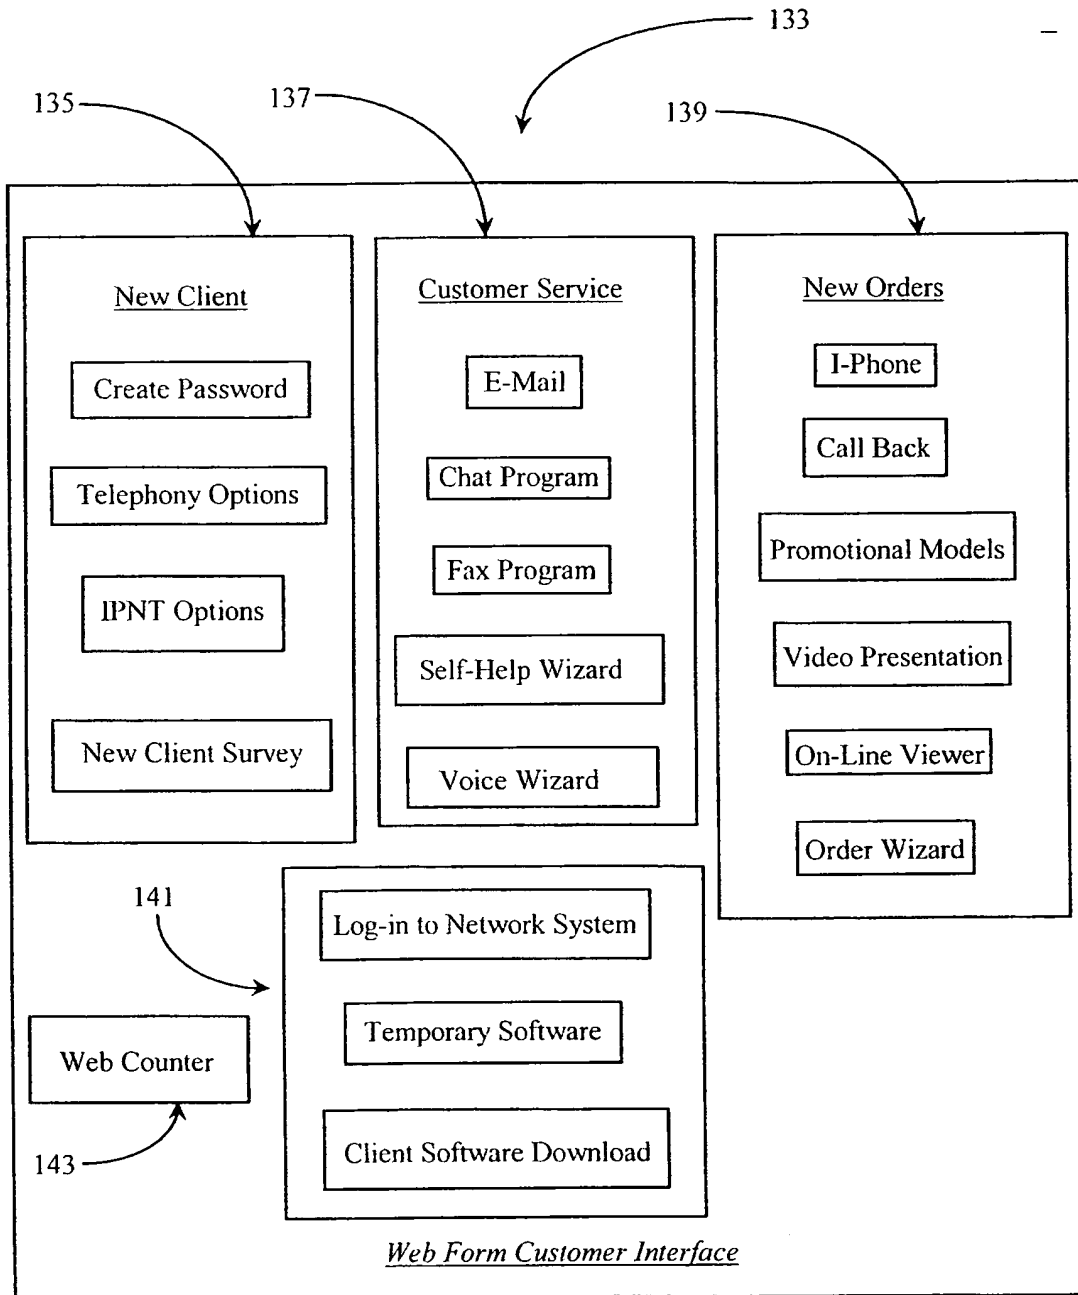 133
135
137
139
New Client
Create Password
Telephony Options
IPNT Options
New Client Survey
Customer Service
E-Mail
Chat Program
Fax Program
Self-Help Wizard
Voice Wizard
New Orders
I-Phone
Call Back
Promotional Models
Video Presentation
On-Line Viewer
Order Wizard
141
Log-in to Network System
Temporary Software
Client Software Download
Web Counter
143
Web Form Customer Interface